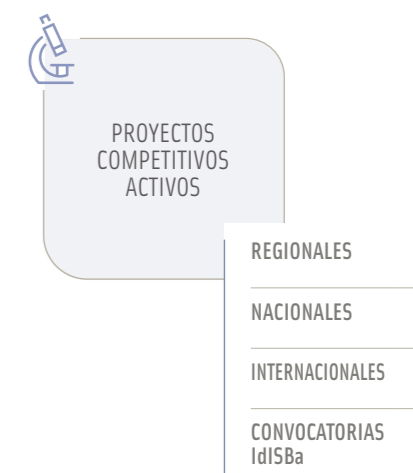 PROYECTOS
COMPETITIVOS
ACTIVOS
REGIONALES
NACIONALES
INTERNACIONALES
CONVOCATORIAS
IdISBa